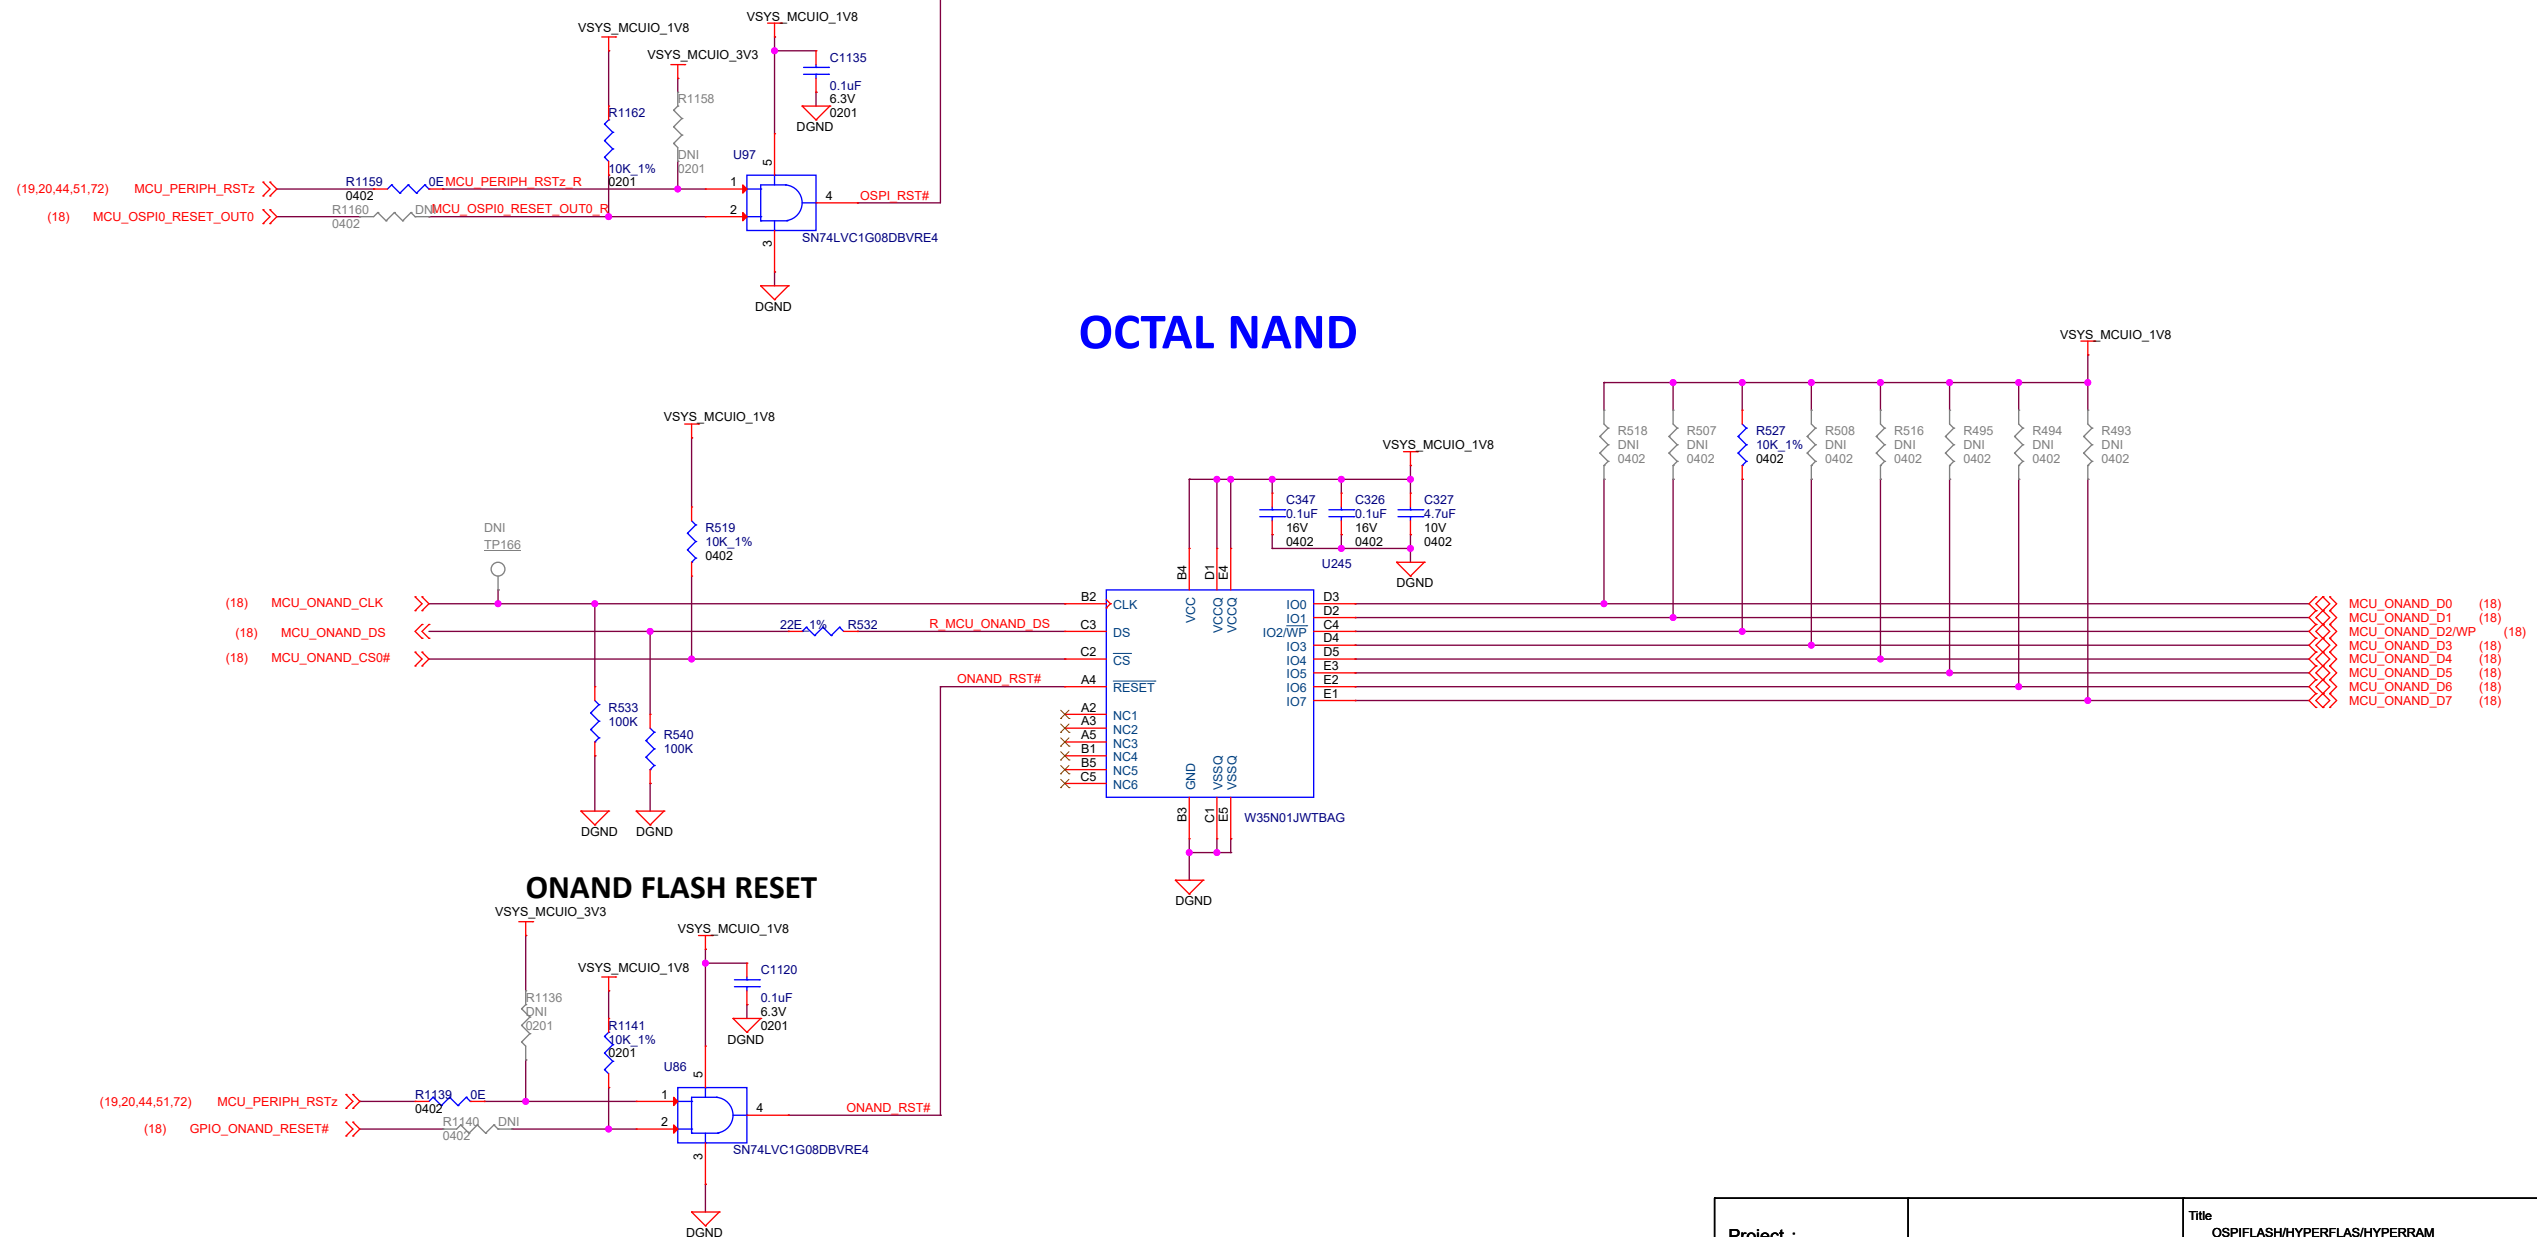 VSYS_MCUIO_1V8
VSYS_MCUIO_1V8
VSYS_MCUIO_3V3
C1135
0.1uF
6.3V
0201
DGND
R1158
DNI
0201
R1162
10K_1%
0201
U97
5
(19,20,44,51,72) MCU_PERIPH_RSTz R1159 0E MCU_PERIPH_RSTz_R 1
0402
(18) MCU_OSPI0_RESET_OUT0 R1160 DNI MCU_OSPI0_RESET_OUT0_R 2
0402
4 OSPI_RST#
SN74LVC1G08DBVRE4
3
DGND
OCTAL NAND
VSYS_MCUIO_1V8
R518
DNI
0402
R507
DNI
0402
R527
10K_1%
0402
R508
DNI
0402
R516
DNI
0402
R495
DNI
0402
R494
DNI
0402
R493
DNI
0402
VSYS_MCUIO_1V8
VSYS_MCUIO_1V8
C347
0.1uF
16V
0402
C326
0.1uF
16V
0402
C327
4.7uF
10V
0402
DGND
U245
R519
10K_1%
0402
DNI
TP166
(18) MCU_ONAND_CLK
(18) MCU_ONAND_DS 22E_1% R532 R_MCU_ONAND_DS
(18) MCU_ONAND_CS0#
ONAND_RST#
R533
100K
R540
100K
DGND
DGND
B4 D1 E4
VCC VCCQ VCCQ
B2 CLK
C3 DS
C2 CS
A4 RESET
A2 NC1
A3 NC2
A5 NC3
B1 NC4
B5 NC5
C5 NC6
IO0 D3
IO1 D2
IO2/WP C4
IO3 D4
IO4 D5
IO5 E3
IO6 E2
IO7 E1
GND VSSQ VSSQ
B3 C1 E5
W35N01JWTBAG
DGND
MCU_ONAND_D0 (18)
MCU_ONAND_D1 (18)
MCU_ONAND_D2/WP (18)
MCU_ONAND_D3 (18)
MCU_ONAND_D4 (18)
MCU_ONAND_D5 (18)
MCU_ONAND_D6 (18)
MCU_ONAND_D7 (18)
ONAND FLASH RESET
VSYS_MCUIO_3V3
VSYS_MCUIO_1V8
VSYS_MCUIO_1V8
C1120
0.1uF
6.3V
0201
DGND
R1136
DNI
0201
R1141
10K_1%
0201
U86
5
(19,20,44,51,72) MCU_PERIPH_RSTz R1139 0E 1
0402
(18) GPIO_ONAND_RESET# R1140 DNI 2
0402
4 ONAND_RST#
SN74LVC1G08DBVRE4
3
DGND
Project :
Title
OSPIFLASH/HYPERFLAS/HYPERRAM